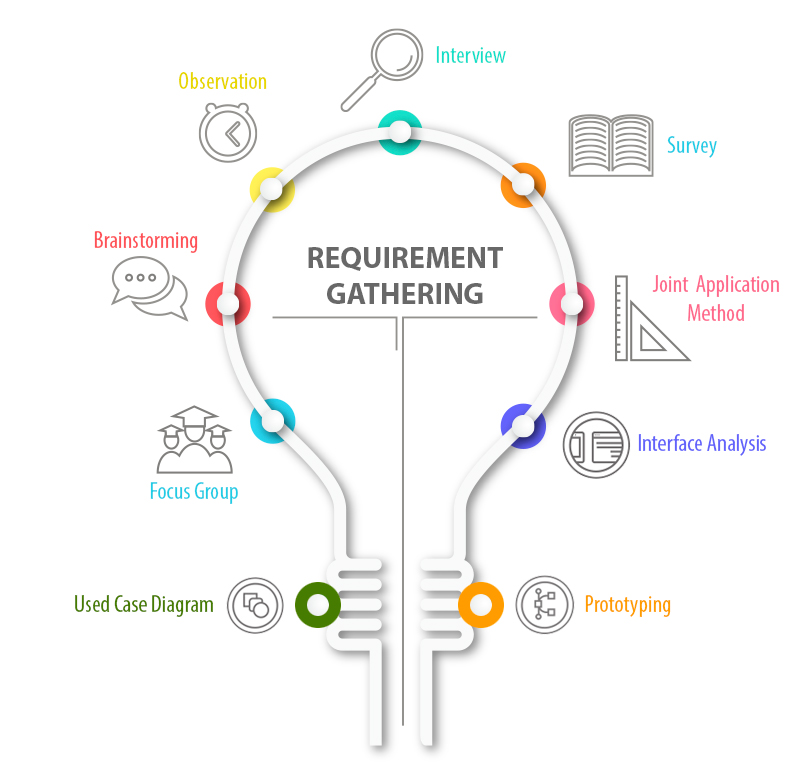 Interview
Observation
Survey
Brainstorming
REQUIREMENT
GATHERING
Joint Application
Method
Interface Analysis
Focus Group
Used Case Diagram
Prototyping